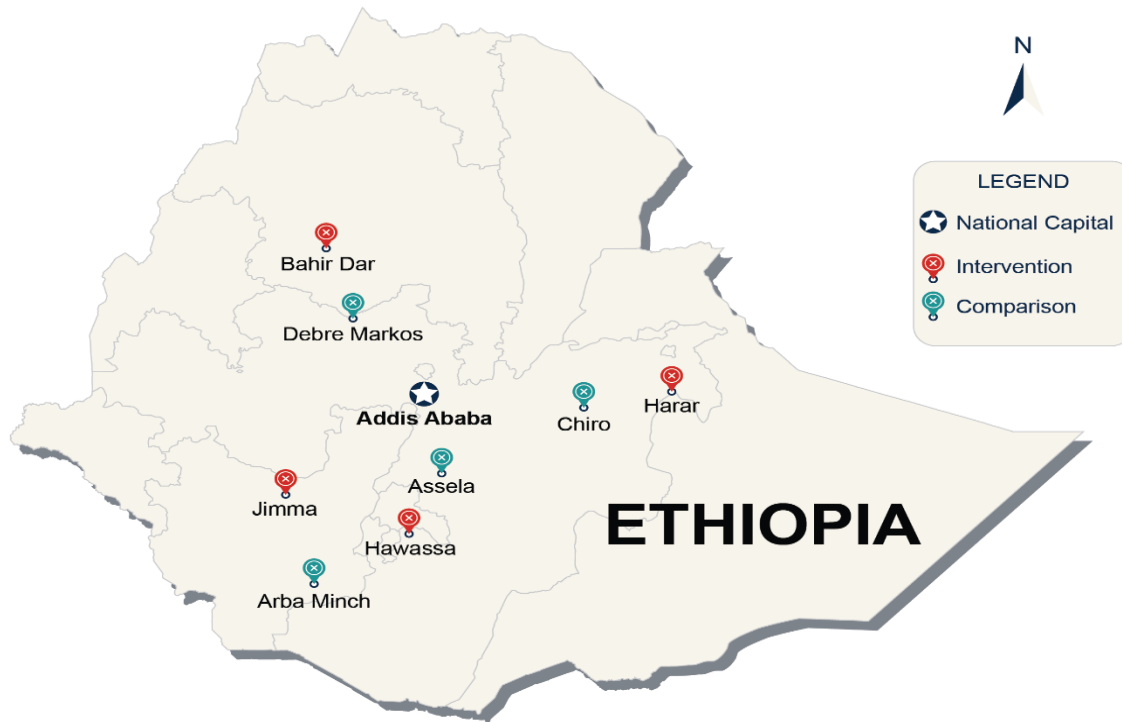 N
LEGEND
National Capital
Intervention
Comparison
Bahir Dar
Debre Markos
Addis Ababa
Chiro
Harar
Assela
Jimma
Hawassa
ETHIOPIA
Arba Minch